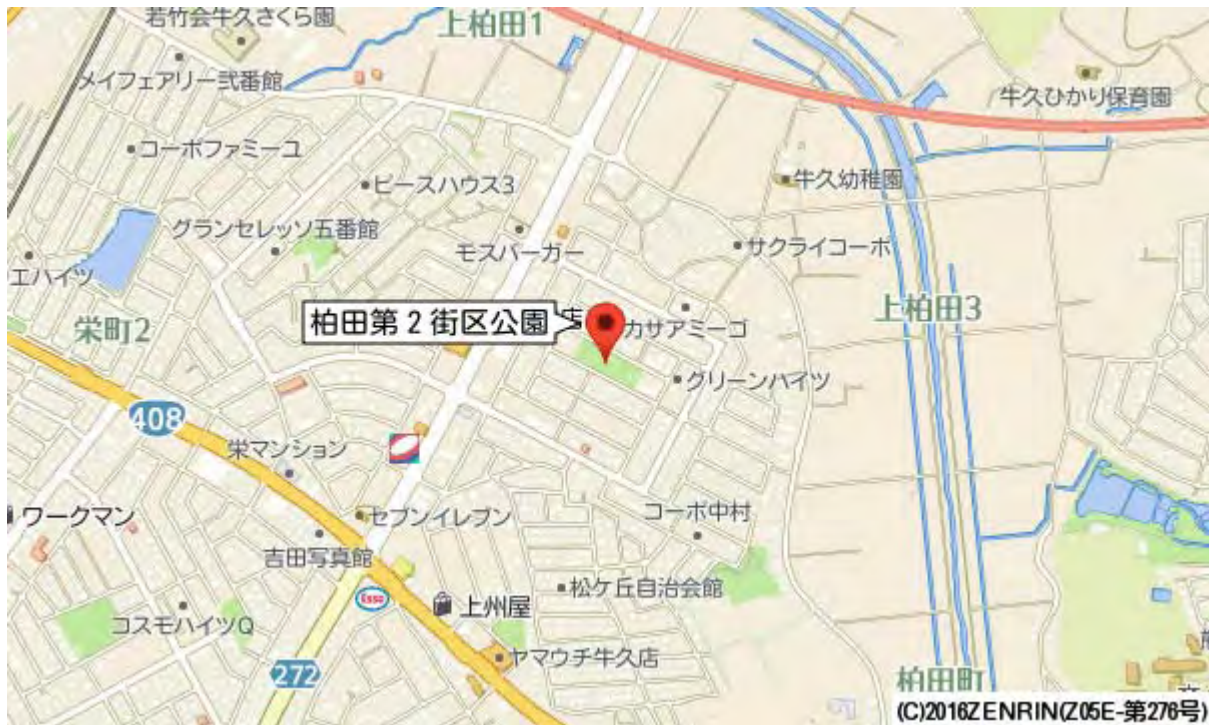 若竹会牛久さくら園
上柏田1
メイフェアリー弐番館
牛久ひかり保育園
コーポファミーユ
ピースハウス3
牛久幼稚園
グランセレッソ五番館
モスバーガー
サクライコーポ
エハイツ
上柏田3
栄町2
柏田第2街区公園
店
カサアミーゴ
グリーンハイツ
408
栄マンション
ワークマン
セブンイレブン
コーポ中村
吉田写真館
松ケ丘自治会館
Esso
上州屋
コスモハイツQ
ヤマウチ牛久店
272
柏田町
(C)2016ZENRIN(Z05E-第276号)